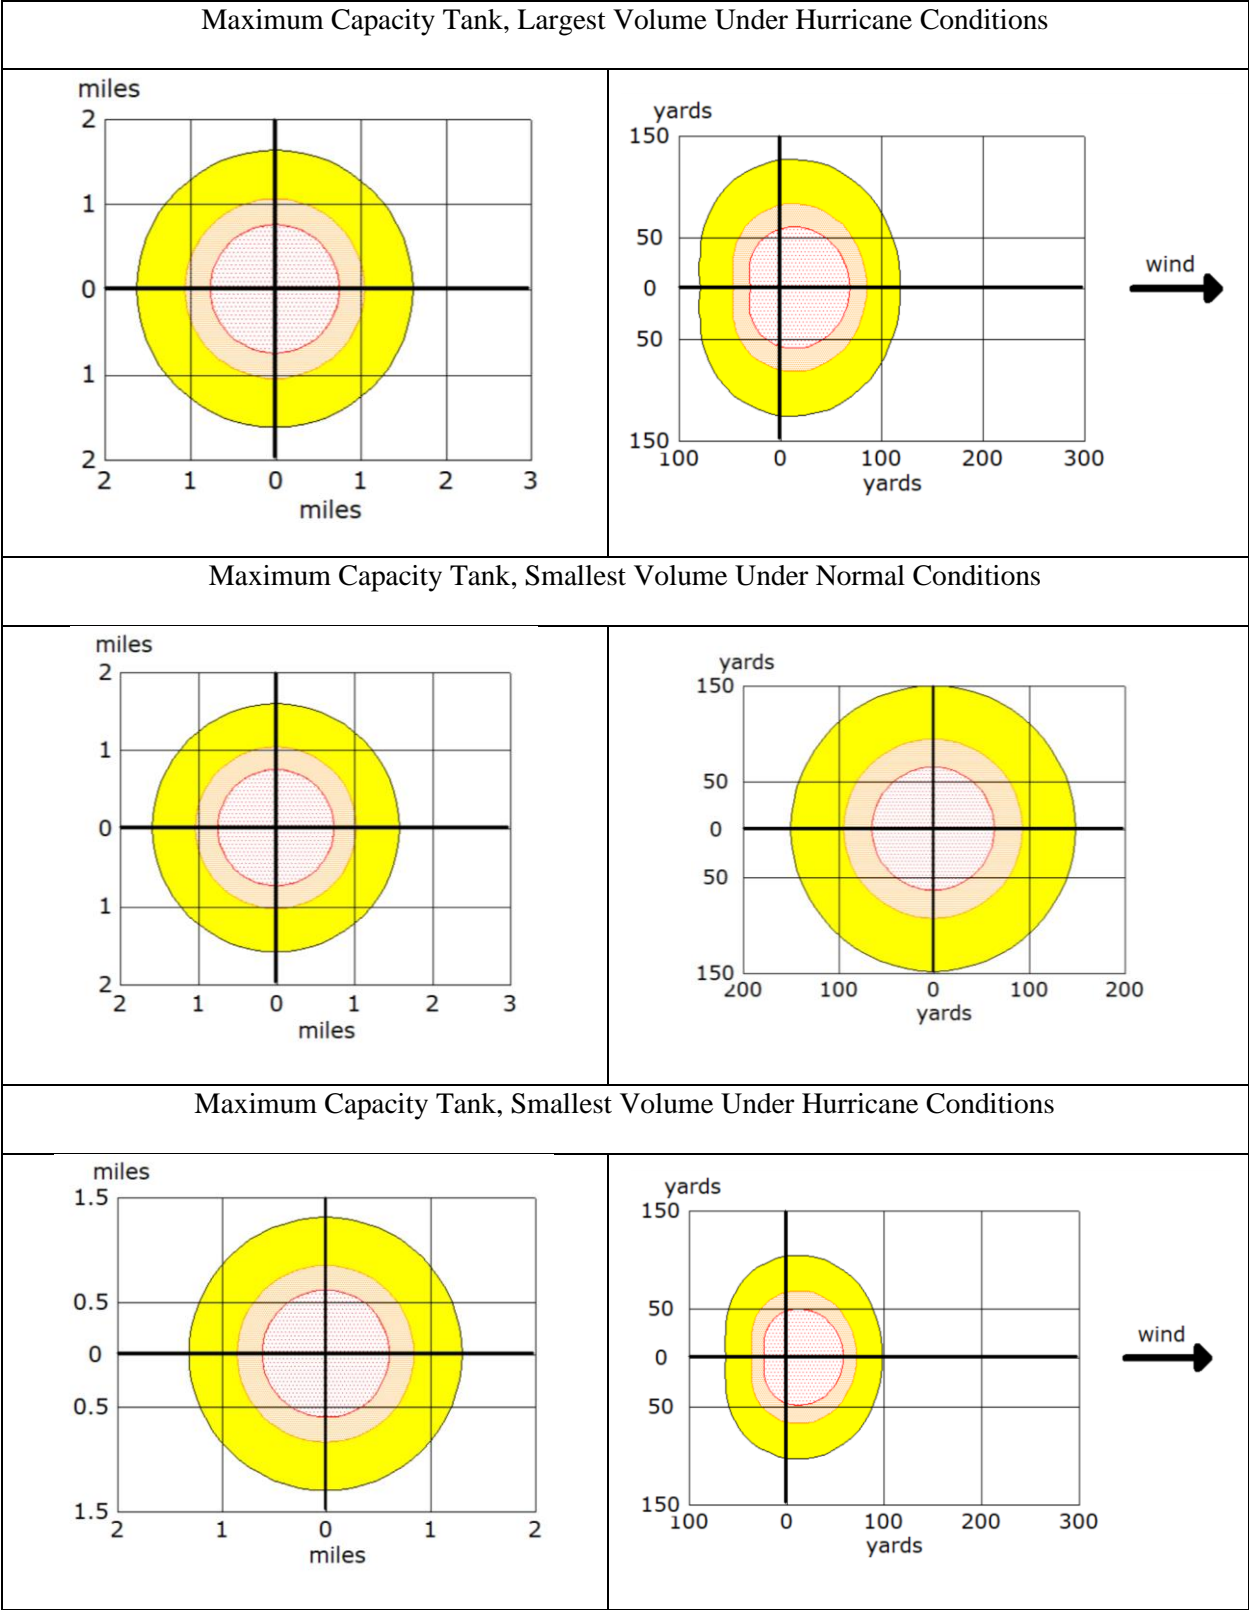 Maximum Capacity Tank, Largest Volume Under Hurricane Conditions
miles
2
1
0
1
2
2 1 0 1 2 3
miles
yards
150
50
0
50
150
100 0 100 200 300
yards
wind
Maximum Capacity Tank, Smallest Volume Under Normal Conditions
miles
2
1
0
1
2
2 1 0 1 2 3
miles
yards
150
50
0
50
150
200 100 0 100 200
yards
Maximum Capacity Tank, Smallest Volume Under Hurricane Conditions
miles
1.5
0.5
0
0.5
1.5
2 1 0 1 2
miles
yards
150
50
0
50
150
100 0 100 200 300
yards
wind